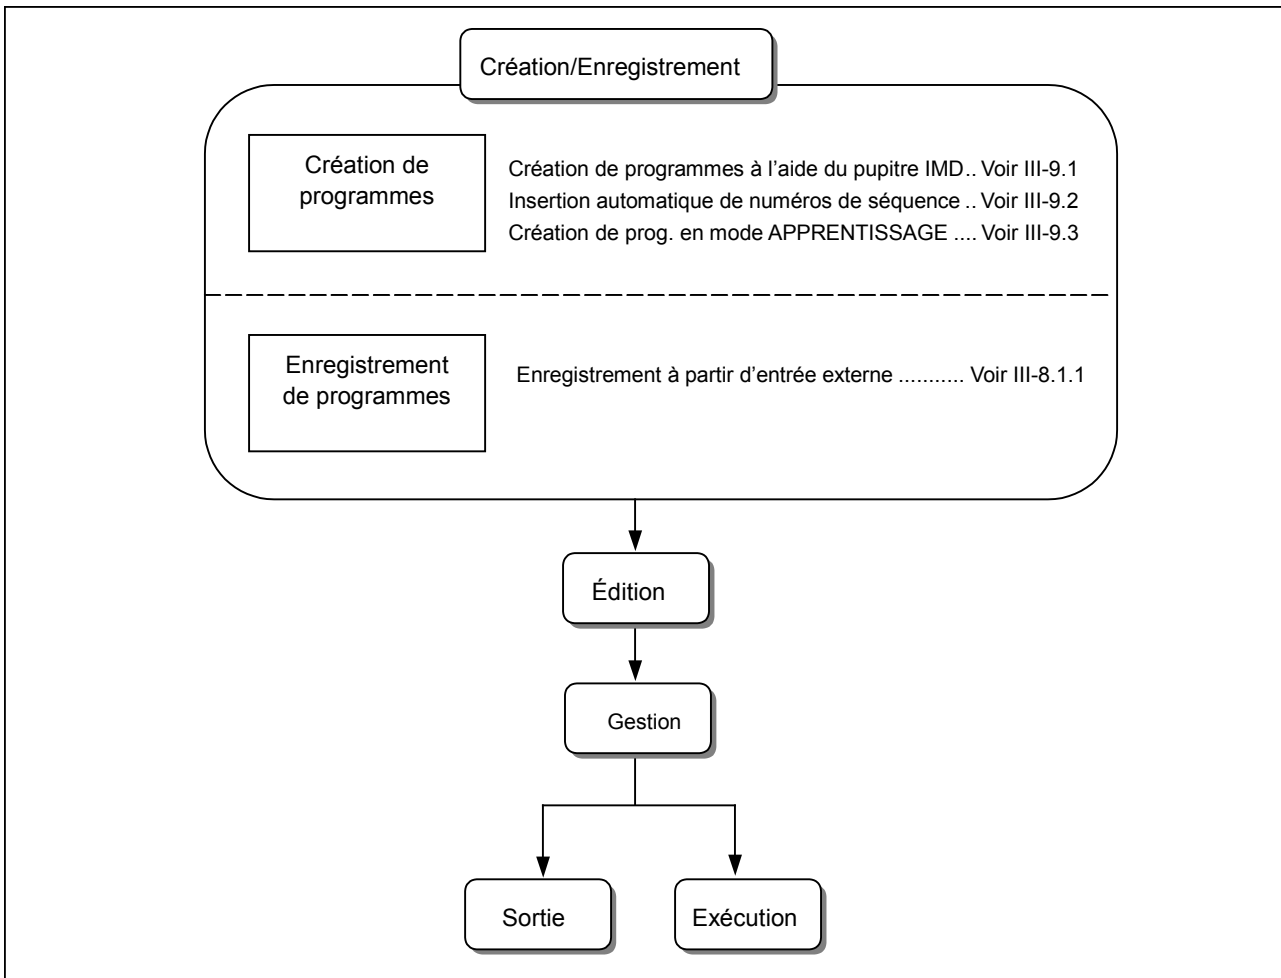 Création/Enregistrement
Création de
programmes
Création de programmes à l’aide du pupitre IMD.. Voir III-9.1
Insertion automatique de numéros de séquence .. Voir III-9.2
Création de prog. en mode APPRENTISSAGE .... Voir III-9.3
Enregistrement
de programmes
Enregistrement à partir d’entrée externe ........... Voir III-8.1.1
Édition
Gestion
Sortie
Exécution